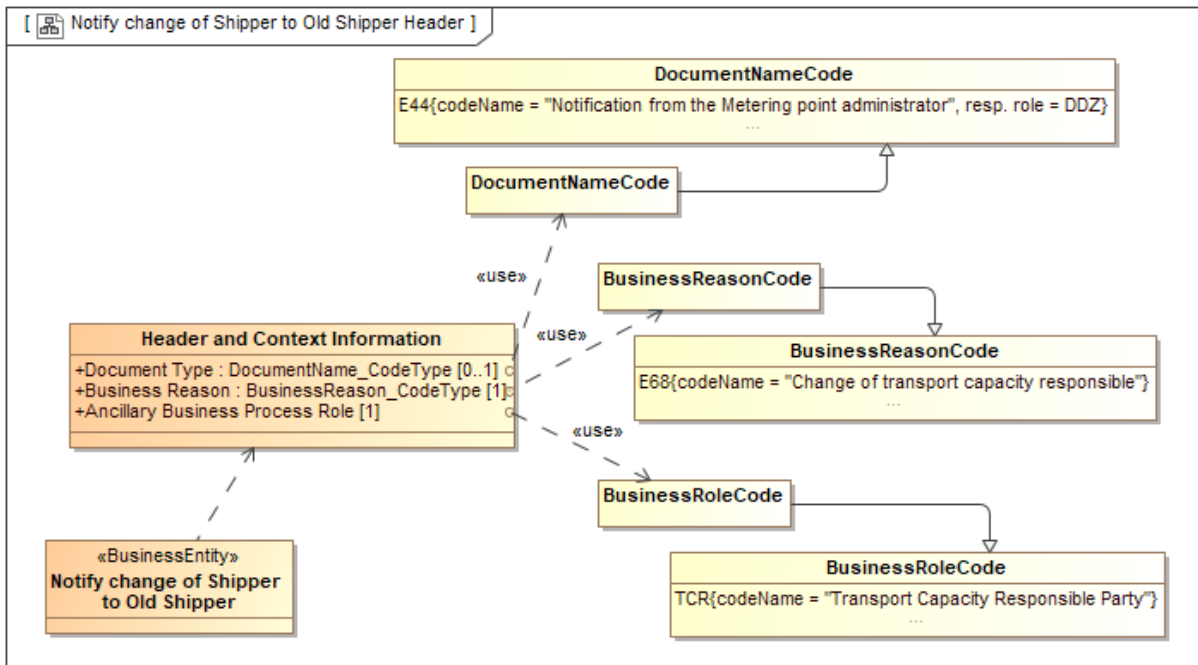 [ Notify change of Shipper to Old Shipper Header ]
DocumentNameCode
E44{codeName = "Notification from the Metering point administrator", resp. role = DDZ}
...
DocumentNameCode
«use»
BusinessReasonCode
«use»
Header and Context Information
+Document Type : DocumentName_CodeType [0..1]
+Business Reason : BusinessReason_CodeType [1]
+Ancillary Business Process Role [1]
BusinessReasonCode
E68{codeName = "Change of transport capacity responsible"}
...
«use»
BusinessRoleCode
«BusinessEntity»
Notify change of Shipper
to Old Shipper
BusinessRoleCode
TCR{codeName = "Transport Capacity Responsible Party"}
...